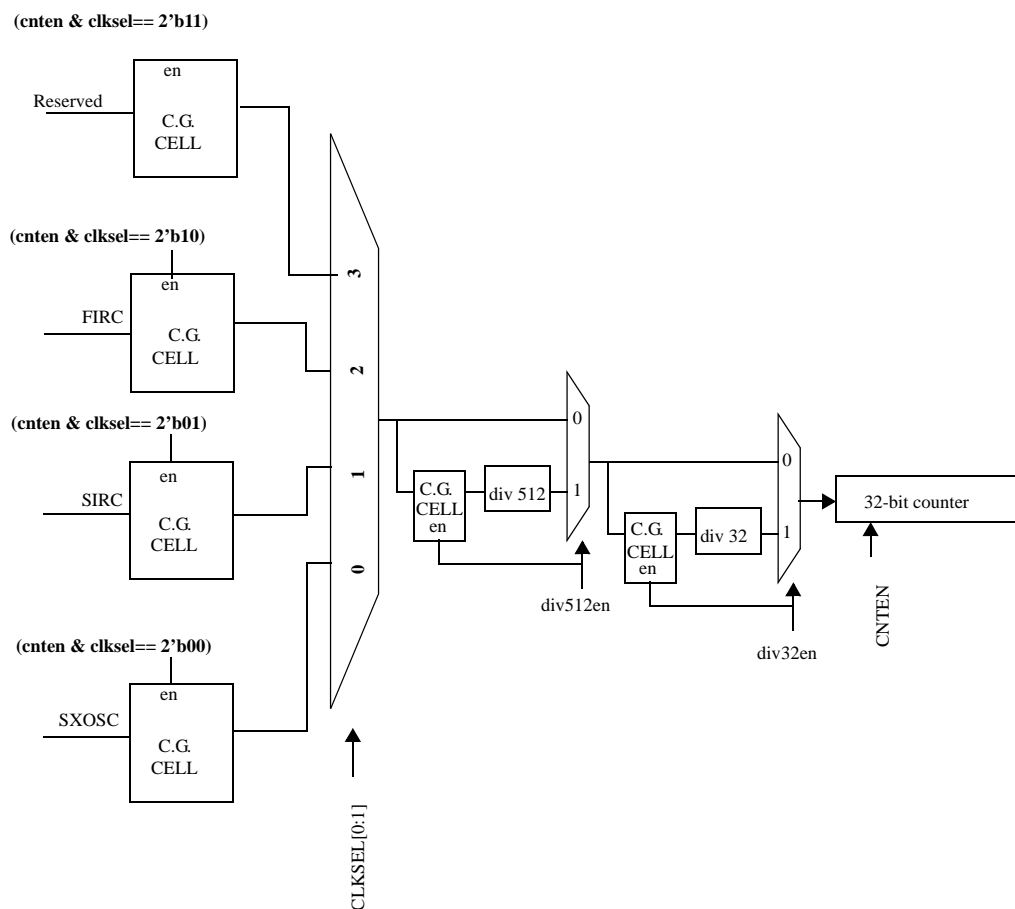 (cnten & clksel== 2’b11)
en
Reserved
C.G.
CELL
(cnten & clksel== 2’b10)
en
FIRC
C.G.
CELL
(cnten & clksel== 2’b01)
en
SIRC
C.G.
CELL
(cnten & clksel== 2’b00)
en
SXOSC
C.G.
CELL
3
2
1
0
CLKSEL[0:1]
0
1
C.G.
CELL
en
div 512
div512en
0
1
C.G.
CELL
en
div 32
div32en
32-bit counter
CNTEN